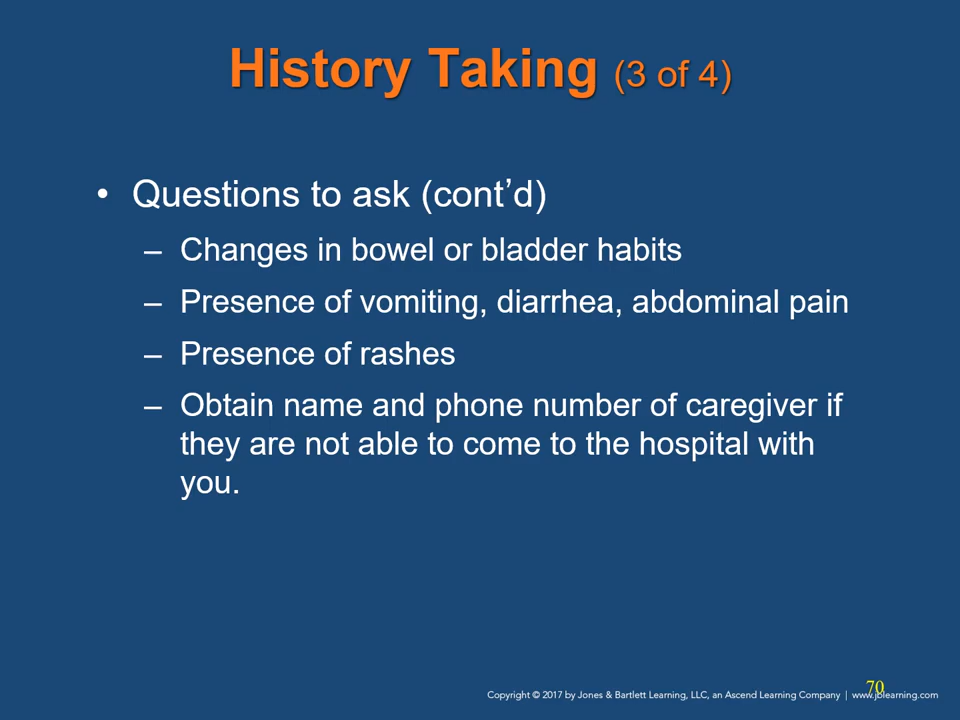 History Taking (3 of 4)
• Questions to ask (cont’d)
– Changes in bowel or bladder habits
– Presence of vomiting, diarrhea, abdominal pain
– Presence of rashes
– Obtain name and phone number of caregiver if
they are not able to come to the hospital with
you.
70
Copyright © 2017 by Jones & Bartlett Learning, LLC, an Ascend Learning Company | www.jblearning.com